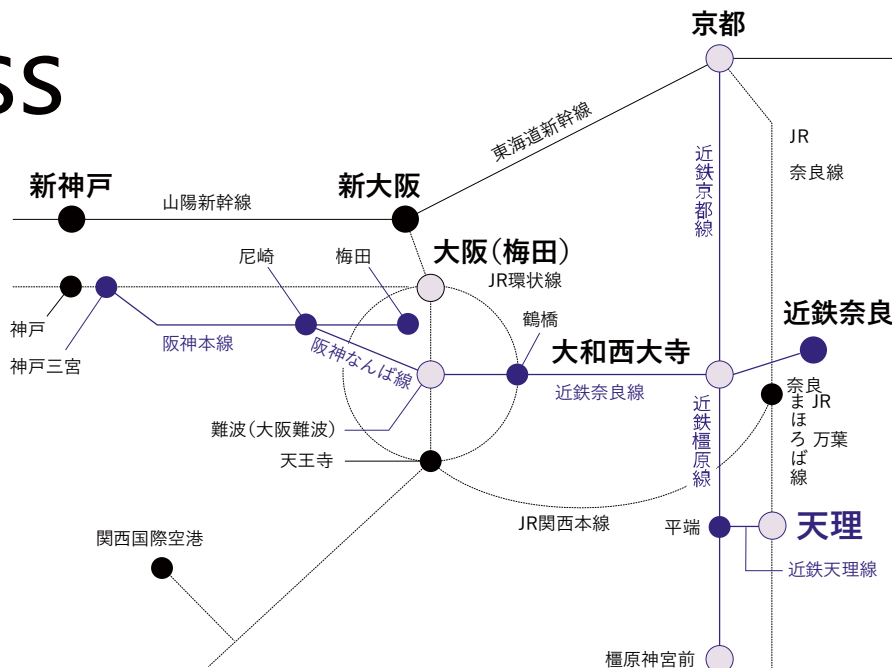 ss
京都
東海道新幹線
JR
奈良線
近鉄京都線
新神戸
山陽新幹線
新大阪
大阪(梅田)
JR環状線
尼崎
梅田
鶴橋
神戸
神戸三宮
阪神本線
阪神なんば線
大和西大寺
近鉄奈良線
近鉄奈良
奈良
JR
万葉
まほろば線
近鉄橿原線
難波(大阪難波)
天王寺
JR関西本線
平端
天理
近鉄天理線
関西国際空港
橿原神宮前